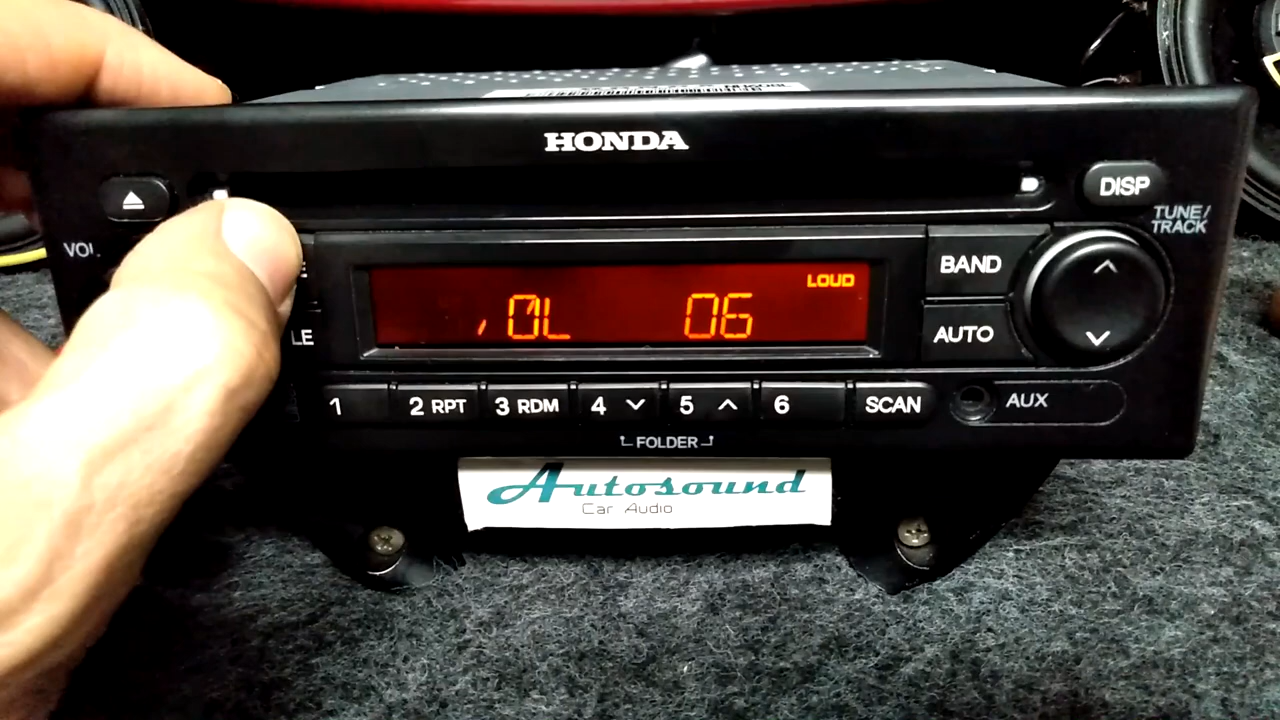 HONDA
DISP
TUNE/
TRACK
VOL
BAND
LOUD
OL 06
AUTO
LE
1 2 RPT 3 RDM 4 5 6 SCAN
AUX
FOLDER
Autosound
Car Audio